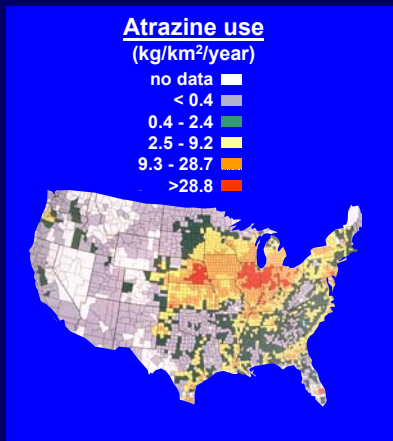 Atrazine use
(kg/km²/year)
no data
< 0.4
0.4 - 2.4
2.5 - 9.2
9.3 - 28.7
>28.8